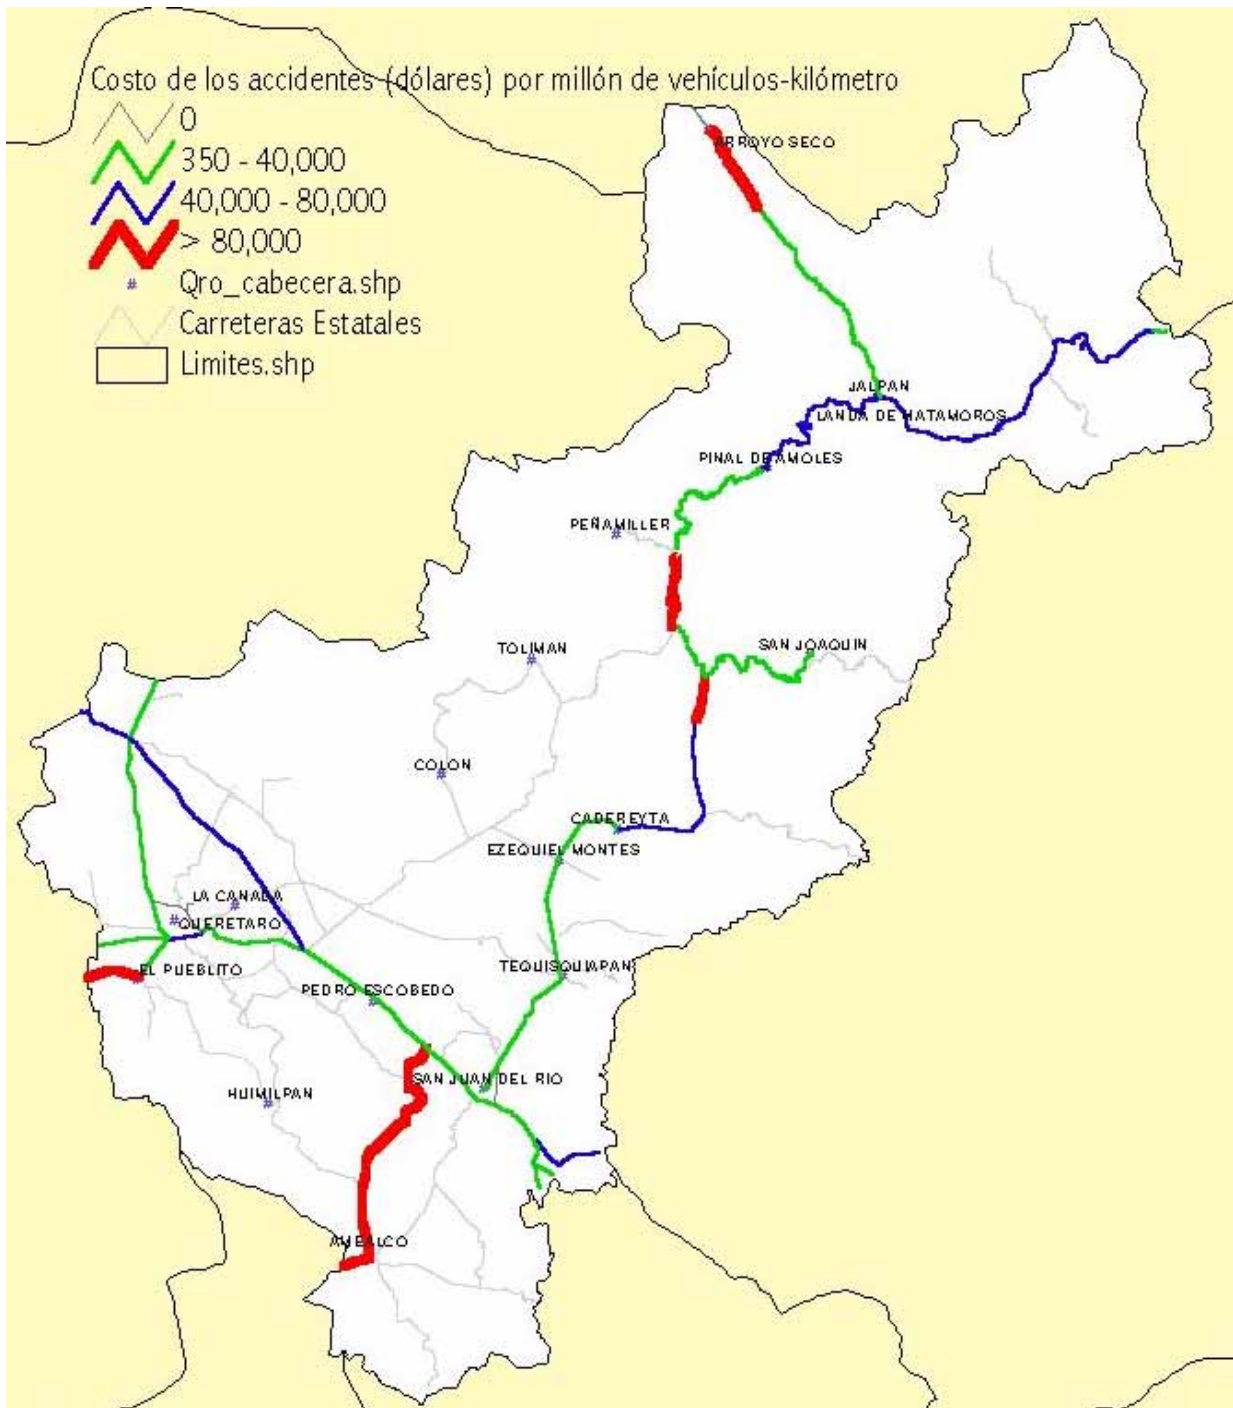 Costo de los accidentes (dólares) por millón de vehículos-kilómetro
0
350 - 40,000
40,000 - 80,000
> 80,000
# Qro_cabecera.shp
Carreteras Estatales
Limites.shp
ARROYO SECO
JALPAN
LANDA DE MATAMOROS
PINAL DE AMOLES
PEÑAMILLER
SAN JOAQUIN
TOLIMAN
COLON
CADEREYTA
EZEQUIEL MONTES
LA CAÑADA
QUERETARO
EL PUEBLITO
TEQUISQUIAPAN
PEDRO ESCOBEDO
SAN JUAN DEL RIO
HUIMILPAN
AMEALCO